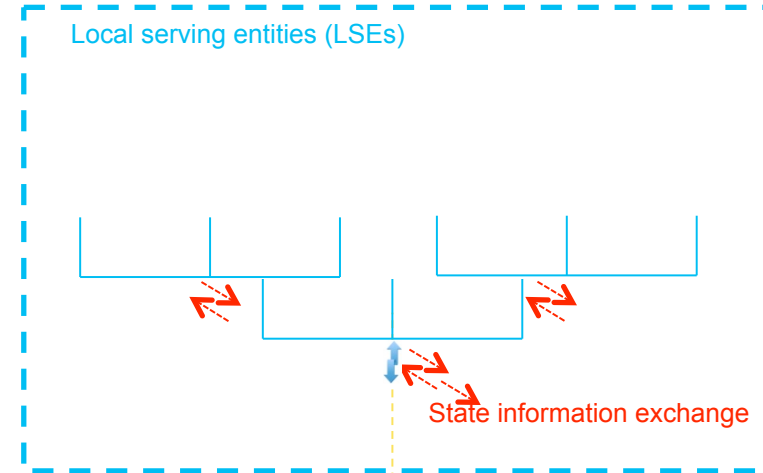 Local serving entities (LSEs)
State information exchange